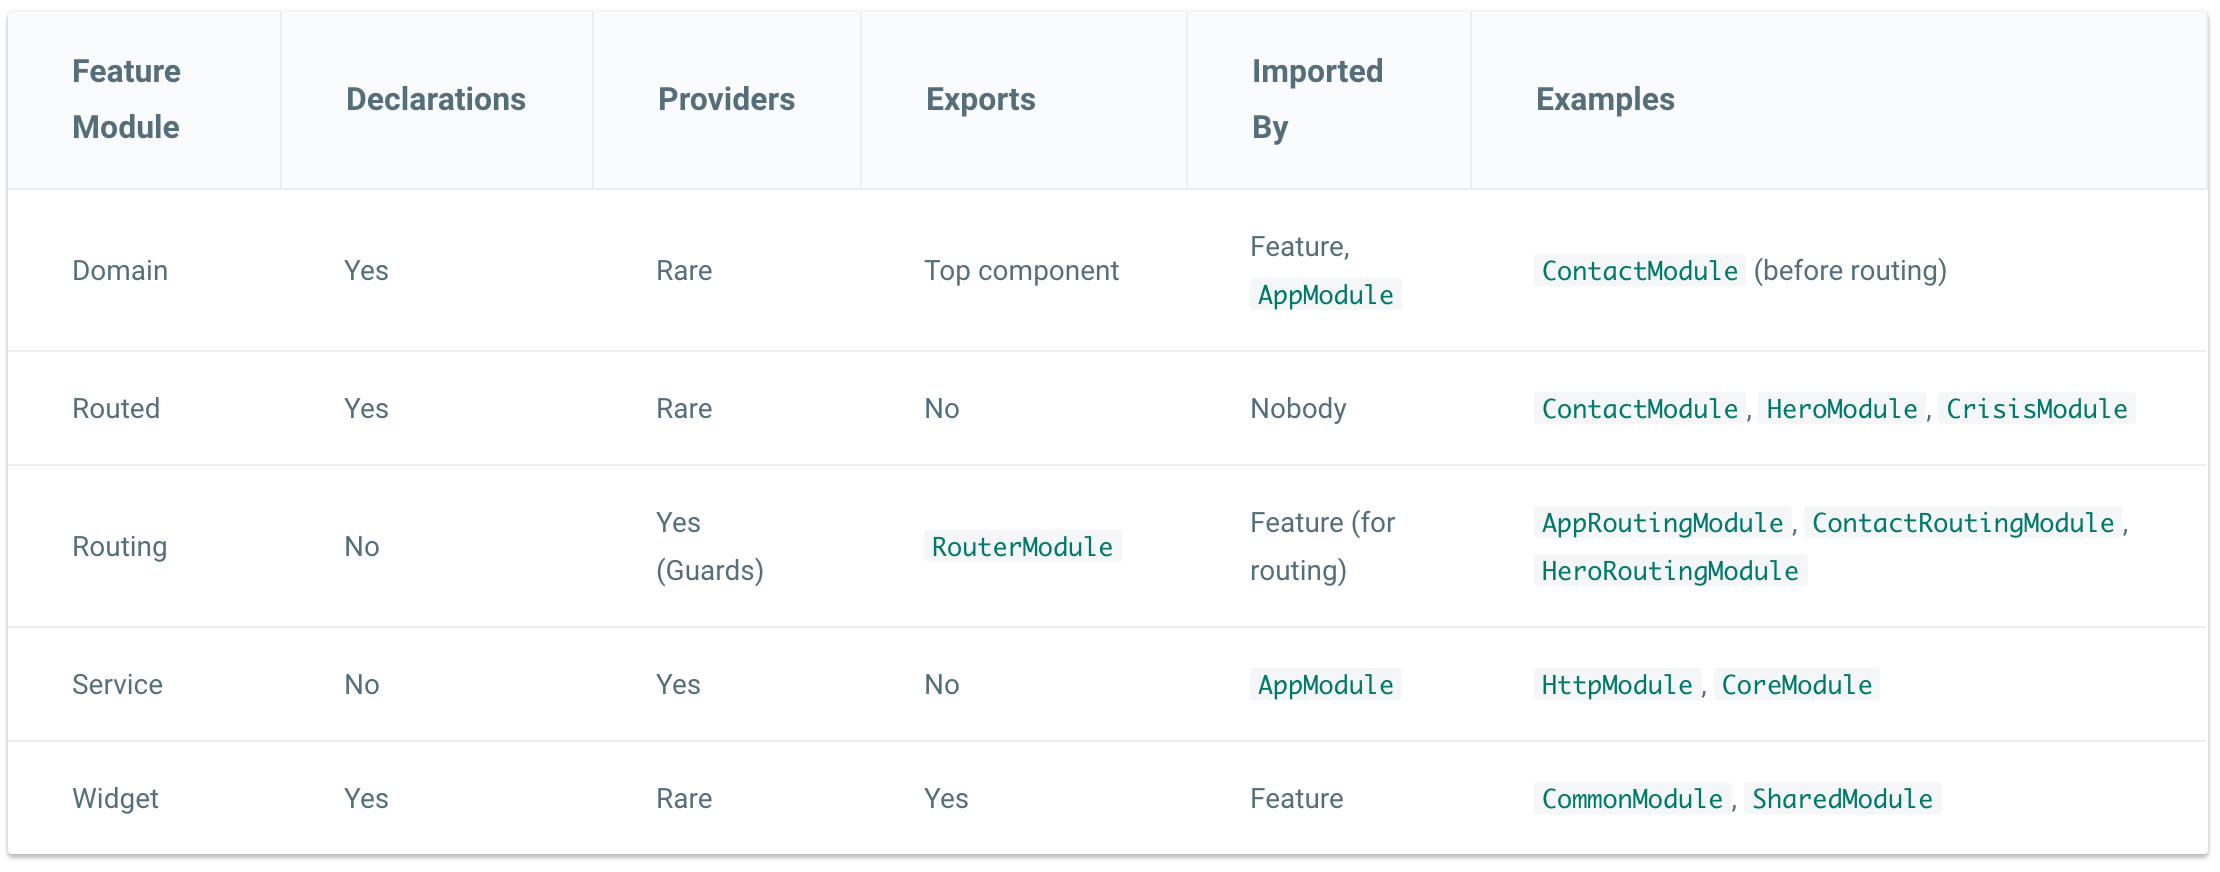 Feature Module Declarations Providers Exports Imported By Examples
Domain Yes Rare Top component Feature, AppModule ContactModule (before routing)
Routed Yes Rare No Nobody ContactModule, HeroModule, CrisisModule
Routing No Yes (Guards) RouterModule Feature (for routing) AppRoutingModule, ContactRoutingModule, HeroRoutingModule
Service No Yes No AppModule HttpModule, CoreModule
Widget Yes Rare Yes Feature CommonModule, SharedModule